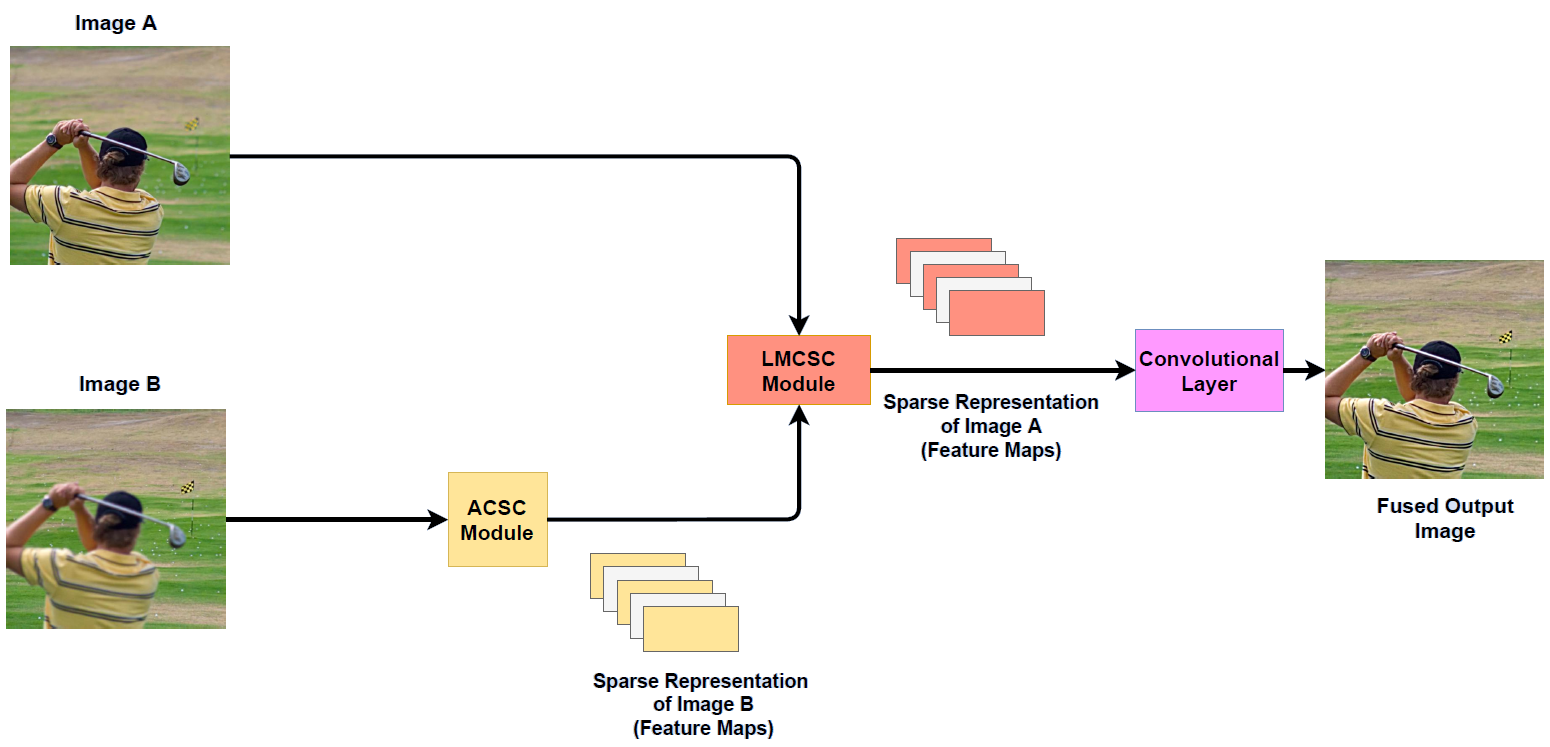 Image A
Image B
LMCSC
Module
Sparse Representation
of Image A
(Feature Maps)
Convolutional
Layer
ACSC
Module
Sparse Representation
of Image B
(Feature Maps)
Fused Output
Image